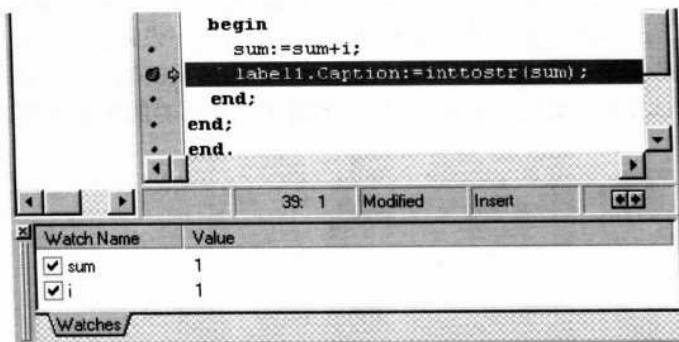 begin
sum:=sum+i;
label1.Caption:=inttostr(sum);
end;
end;
end.
39: 1 Modified Insert
Watch Name Value
sum 1
i 1
Watches